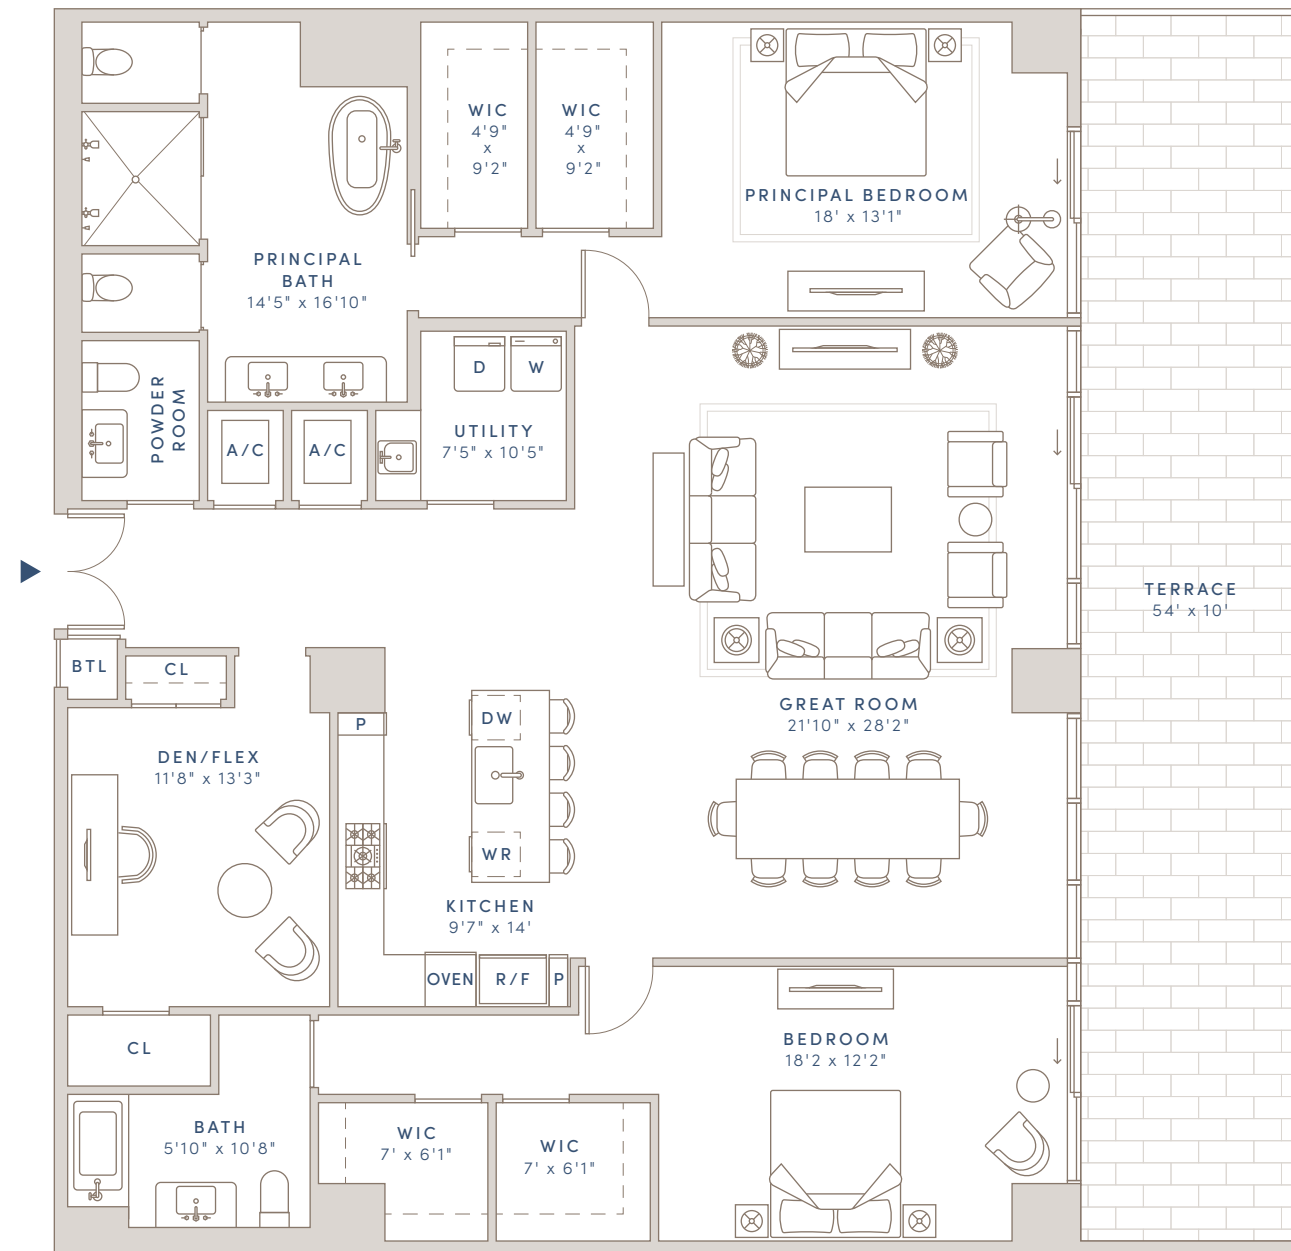 WIC
4'9"
x
9'2"
WIC
4'9"
x
9'2"
PRINCIPAL BEDROOM
18' x 13'1"
PRINCIPAL
BATH
14'5" x 16'10"
D
W
POWDER
ROOM
A/C
A/C
UTILITY
7'5" x 10'5"
TERRACE
54' x 10'
BTL
CL
GREAT ROOM
21'10" x 28'2"
P
DW
DEN/FLEX
11'8" x 13'3"
WR
KITCHEN
9'7" x 14'
OVEN
R/F
P
CL
BEDROOM
18'2 x 12'2"
BATH
5'10" x 10'8"
WIC
7' x 6'1"
WIC
7' x 6'1"